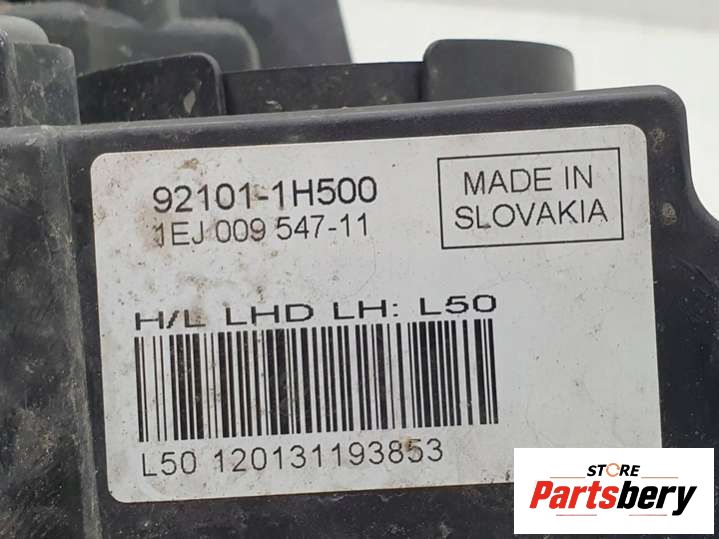 92101-1H500
1EJ 009 547-11
MADE IN
SLOVAKIA
H/L LHD LH: L50
L50 120131193853
STORE
Partsbery